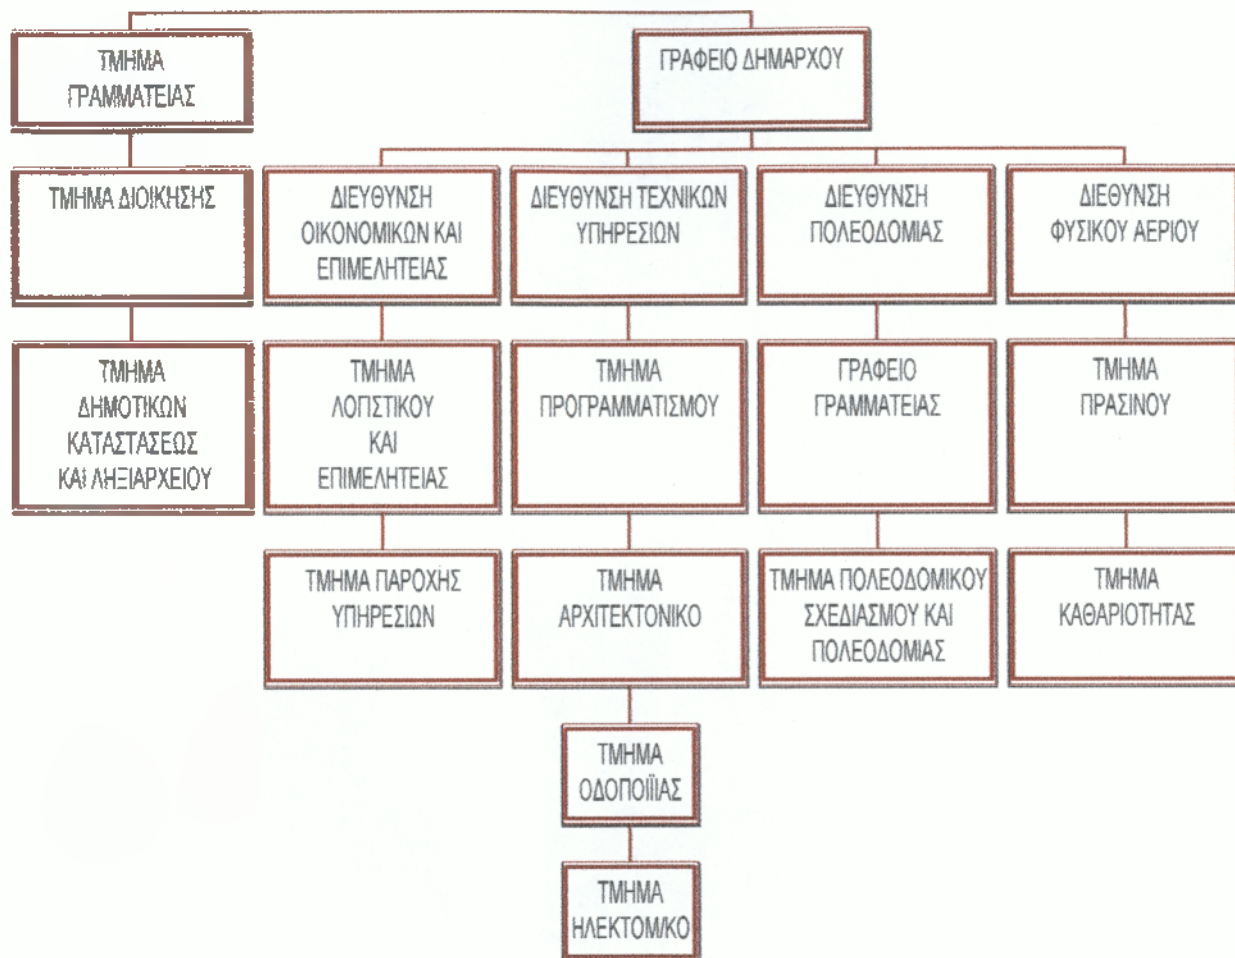 ΤΜΗΜΑ
ΓΡΑΜΜΑΤΕΙΑΣ
ΓΡΑΦΕΙΟ ΔΗΜΑΡΧΟΥ
ΤΜΗΜΑ ΔΙΟΙΚΗΣΗΣ
ΔΙΕΥΘΥΝΣΗ
ΟΙΚΟΝΟΜΙΚΩΝ ΚΑΙ
ΕΠΙΜΕΛΗΤΕΙΑΣ
ΔΙΕΥΘΥΝΣΗ ΤΕΧΝΙΚΩΝ
ΥΠΗΡΕΣΙΩΝ
ΔΙΕΥΘΥΝΣΗ
ΠΟΛΕΟΔΟΜΙΑΣ
ΔΙΕΘΥΝΣΗ
ΦΥΣΙΚΟΥ ΑΕΡΙΟΥ
ΤΜΗΜΑ
ΔΗΜΟΤΙΚΩΝ
ΚΑΤΑΣΤΑΣΕΩΣ
ΚΑΙ ΛΗΞΙΑΡΧΕΙΟΥ
ΤΜΗΜΑ
ΛΟΓΙΣΤΙΚΟΥ
ΚΑΙ
ΕΠΙΜΕΛΗΤΕΙΑΣ
ΤΜΗΜΑ
ΠΡΟΓΡΑΜΜΑΤΙΣΜΟΥ
ΓΡΑΦΕΙΟ
ΓΡΑΜΜΑΤΕΙΑΣ
ΤΜΗΜΑ
ΠΡΑΣΙΝΟΥ
ΤΜΗΜΑ ΠΑΡΟΧΗΣ
ΥΠΗΡΕΣΙΩΝ
ΤΜΗΜΑ
ΑΡΧΙΤΕΚΤΟΝΙΚΟ
ΤΜΗΜΑ ΠΟΛΕΟΔΟΜΙΚΟΥ
ΣΧΕΔΙΑΣΜΟΥ ΚΑΙ
ΠΟΛΕΟΔΟΜΙΑΣ
ΤΜΗΜΑ
ΚΑΘΑΡΙΟΤΗΤΑΣ
ΤΜΗΜΑ
ΟΔΟΠΟΙΪΙΑΣ
ΤΜΗΜΑ
ΗΛΕΚΤΟΜ/ΚΟ